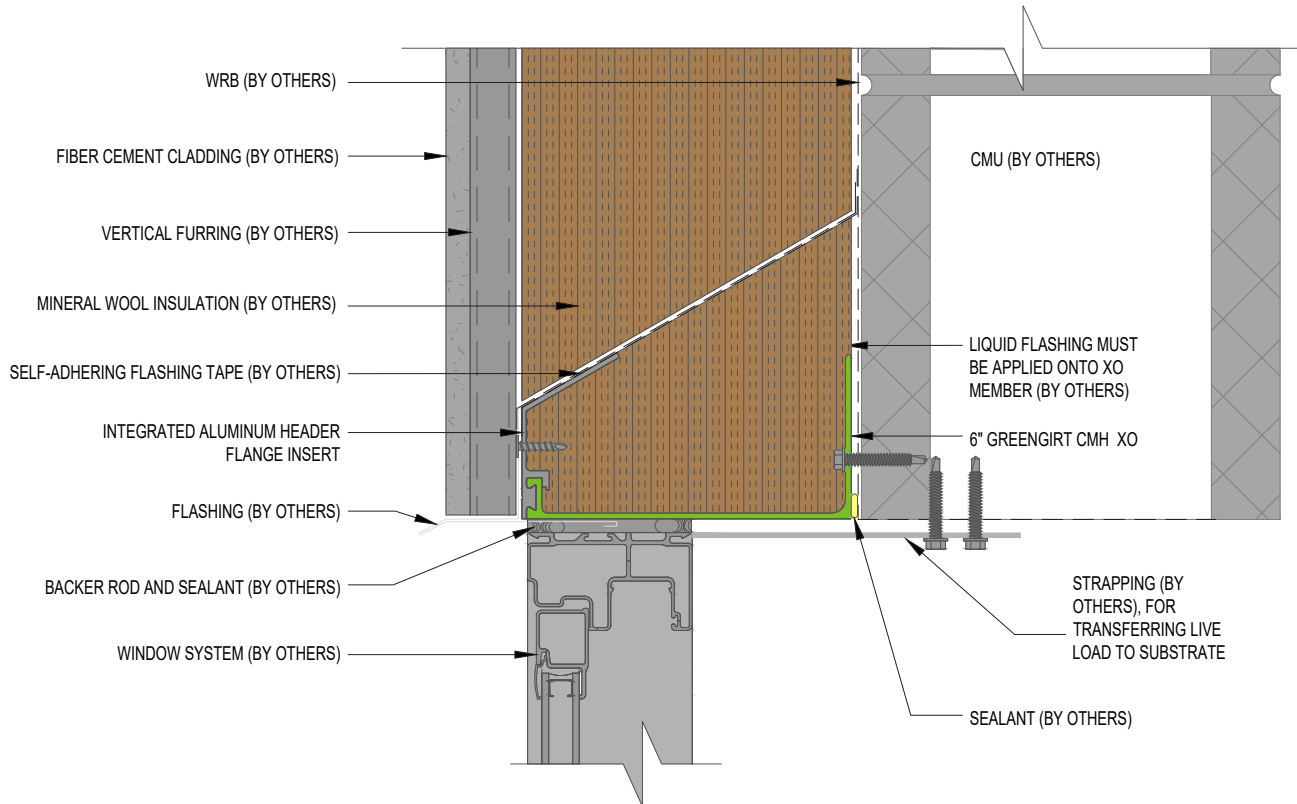 WRB (BY OTHERS)
FIBER CEMENT CLADDING (BY OTHERS)
VERTICAL FURRING (BY OTHERS)
MINERAL WOOL INSULATION (BY OTHERS)
SELF-ADHERING FLASHING TAPE (BY OTHERS)
INTEGRATED ALUMINUM HEADER
FLANGE INSERT
FLASHING (BY OTHERS)
BACKER ROD AND SEALANT (BY OTHERS)
WINDOW SYSTEM (BY OTHERS)
CMU (BY OTHERS)
LIQUID FLASHING MUST
BE APPLIED ONTO XO
MEMBER (BY OTHERS)
6" GREENGIRT CMH XO
STRAPPING (BY
OTHERS), FOR
TRANSFERRING LIVE
LOAD TO SUBSTRATE
SEALANT (BY OTHERS)